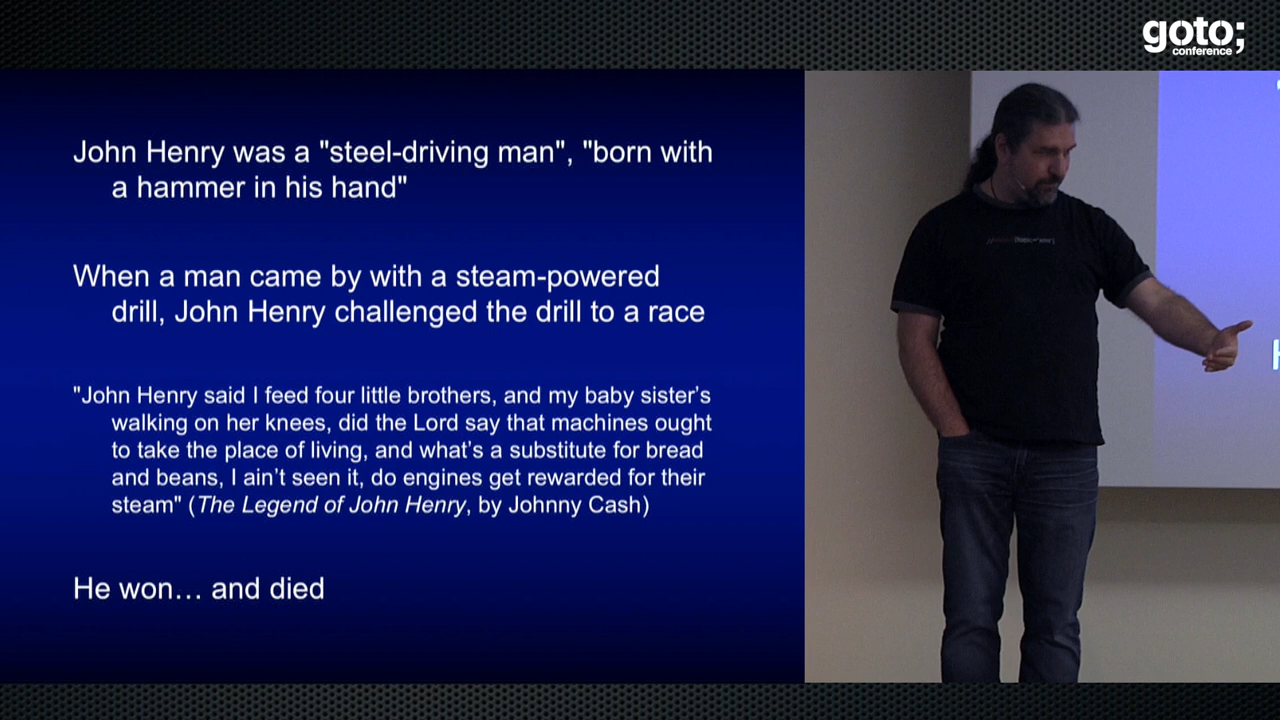 goto;
conference
John Henry was a "steel-driving man", "born with
a hammer in his hand"
When a man came by with a steam-powered
drill, John Henry challenged the drill to a race
"John Henry said I feed four little brothers, and my baby sister's
walking on her knees, did the Lord say that machines ought
to take the place of living, and what's a substitute for bread
and beans, I ain't seen it, do engines get rewarded for their
steam" (The Legend of John Henry, by Johnny Cash)
He won… and died